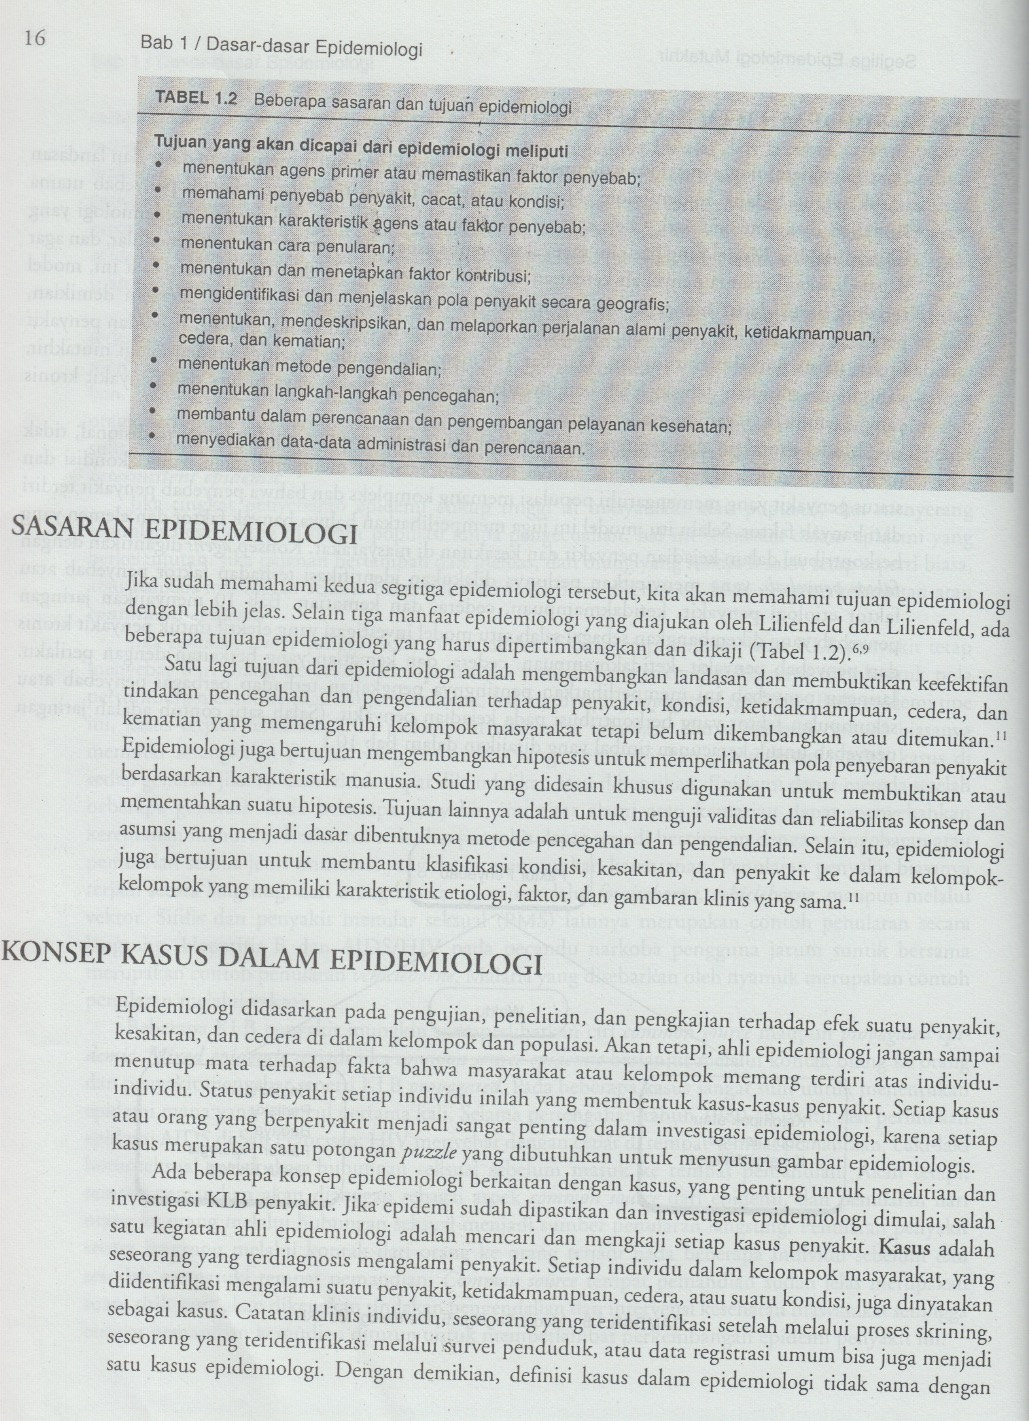 16
Bab 1 / Dasar-dasar Epidemiologi
TABEL 1.2 Beberapa sasaran dan tujuan epidemiologi
Tujuan yang akan dicapai dari epidemiologi meliputi
• menentukan agens primer atau memastikan faktor penyebab;
• memahami penyebab penyakit, cacat, atau kondisi;
• menentukan karakteristik agens atau faktor penyebab;
• menentukan cara penularan;
• menentukan dan menetapkan faktor kontribusi;
• mengidentifikasi dan menjelaskan pola penyakit secara geografis;
• menentukan, mendeskripsikan, dan melaporkan perjalanan alami penyakit, ketidakmampuan,
cedera, dan kematian;
• menentukan metode pengendalian;
• menentukan langkah-langkah pencegahan;
• membantu dalam perencanaan dan pengembangan pelayanan kesehatan;
• menyediakan data-data administrasi dan perencanaan.
SASARAN EPIDEMIOLOGI
Jika sudah memahami kedua segitiga epidemiologi tersebut, kita akan memahami tujuan epidemiologi
dengan lebih jelas. Selain tiga manfaat epidemiologi yang diajukan oleh Lilienfeld dan Lilienfeld, ada
beberapa tujuan epidemiologi yang harus dipertimbangkan dan dikaji (Tabel 1.2).6,9
Satu lagi tujuan dari epidemiologi adalah mengembangkan landasan dan membuktikan keefektifan
tindakan pencegahan dan pengendalian terhadap penyakit, kondisi, ketidakmampuan, cedera, dan
kematian yang memengaruhi kelompok masyarakat tetapi belum dikembangkan atau ditemukan.11
Epidemiologi juga bertujuan mengembangkan hipotesis untuk memperlihatkan pola penyebaran penyakit
berdasarkan karakteristik manusia. Studi yang didesain khusus digunakan untuk membuktikan atau
mementahkan suatu hipotesis. Tujuan lainnya adalah untuk menguji validitas dan reliabilitas konsep dan
asumsi yang menjadi dasar dibentuknya metode pencegahan dan pengendalian. Selain itu, epidemiologi
juga bertujuan untuk membantu klasifikasi kondisi, kesakitan, dan penyakit ke dalam kelompok-
kelompok yang memiliki karakteristik etiologi, faktor, dan gambaran klinis yang sama.11
KONSEP KASUS DALAM EPIDEMIOLOGI
Epidemiologi didasarkan pada pengujian, penelitian, dan pengkajian terhadap efek suatu penyakit,
kesakitan, dan cedera di dalam kelompok dan populasi. Akan tetapi, ahli epidemiologi jangan sampai
menutup mata terhadap fakta bahwa masyarakat atau kelompok memang terdiri atas individu-
individu. Status penyakit setiap individu inilah yang membentuk kasus-kasus penyakit. Setiap kasus
atau orang yang berpenyakit menjadi sangat penting dalam investigasi epidemiologi, karena setiap
kasus merupakan satu potongan puzzle yang dibutuhkan untuk menyusun gambar epidemiologis.
Ada beberapa konsep epidemiologi berkaitan dengan kasus, yang penting untuk penelitian dan
investigasi KLB penyakit. Jika epidemi sudah dipastikan dan investigasi epidemiologi dimulai, salah
satu kegiatan ahli epidemiologi adalah mencari dan mengkaji setiap kasus penyakit. Kasus adalah
seseorang yang terdiagnosis mengalami penyakit. Setiap individu dalam kelompok masyarakat, yang
diidentifikasi mengalami suatu penyakit, ketidakmampuan, cedera, atau suatu kondisi, juga dinyatakan
sebagai kasus. Catatan klinis individu, seseorang yang teridentifikasi setelah melalui proses skrining,
seseorang yang teridentifikasi melalui survei penduduk, atau data registrasi umum bisa juga menjadi
satu kasus epidemiologi. Dengan demikian, definisi kasus dalam epidemiologi tidak sama dengan